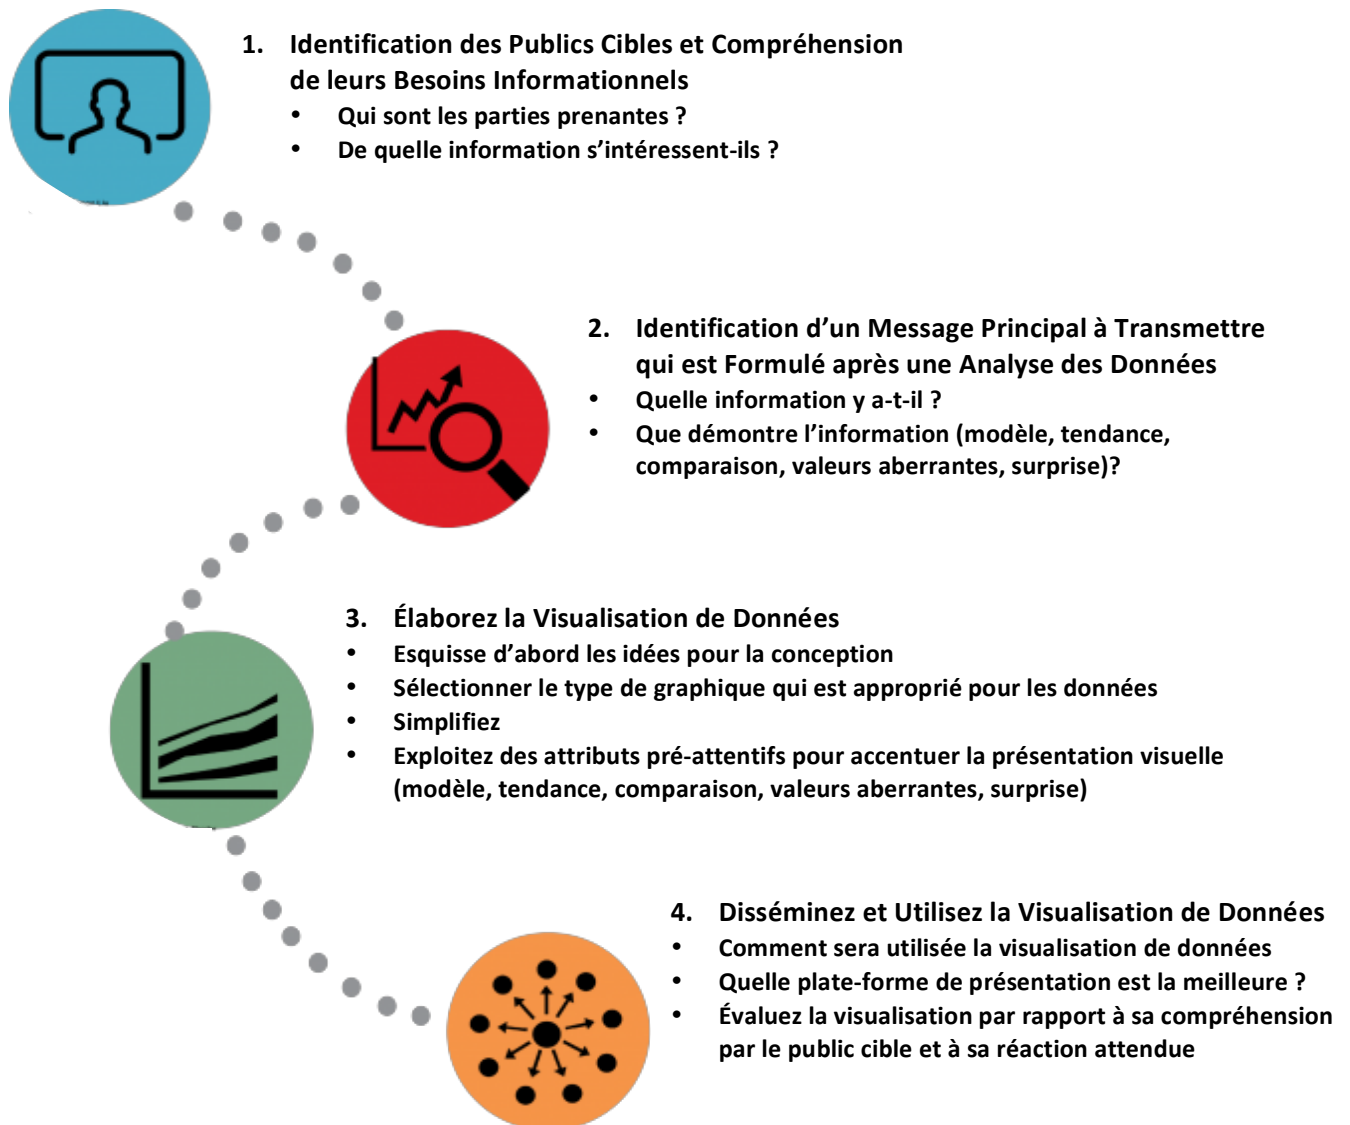 1. Identification des Publics Cibles et Compréhension
de leurs Besoins Informationnels
• Qui sont les parties prenantes ?
• De quelle information s’intéressent-ils ?
2. Identification d’un Message Principal à Transmettre
qui est Formulé après une Analyse des Données
• Quelle information y a-t-il ?
• Que démontre l’information (modèle, tendance,
comparaison, valeurs aberrantes, surprise)?
3. Élaborez la Visualisation de Données
• Esquisse d’abord les idées pour la conception
• Sélectionner le type de graphique qui est approprié pour les données
• Simplifiez
• Exploitez des attributs pré-attentifs pour accentuer la présentation visuelle
(modèle, tendance, comparaison, valeurs aberrantes, surprise)
4. Disséminez et Utilisez la Visualisation de Données
• Comment sera utilisée la visualisation de données
• Quelle plate-forme de présentation est la meilleure ?
• Évaluez la visualisation par rapport à sa compréhension
par le public cible et à sa réaction attendue